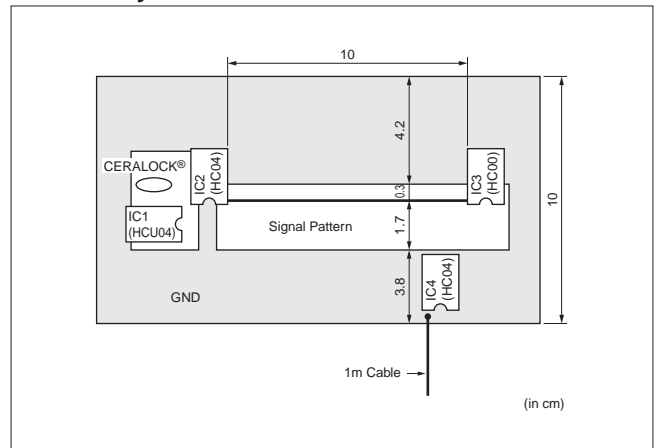 10
4.2
CERALOCK®
IC2
(HC04)
IC3
(HC00)
0.3
10
IC1
(HCU04)
Signal Pattern
1.7
IC4
(HC04)
3.8
GND
1m Cable
(in cm)